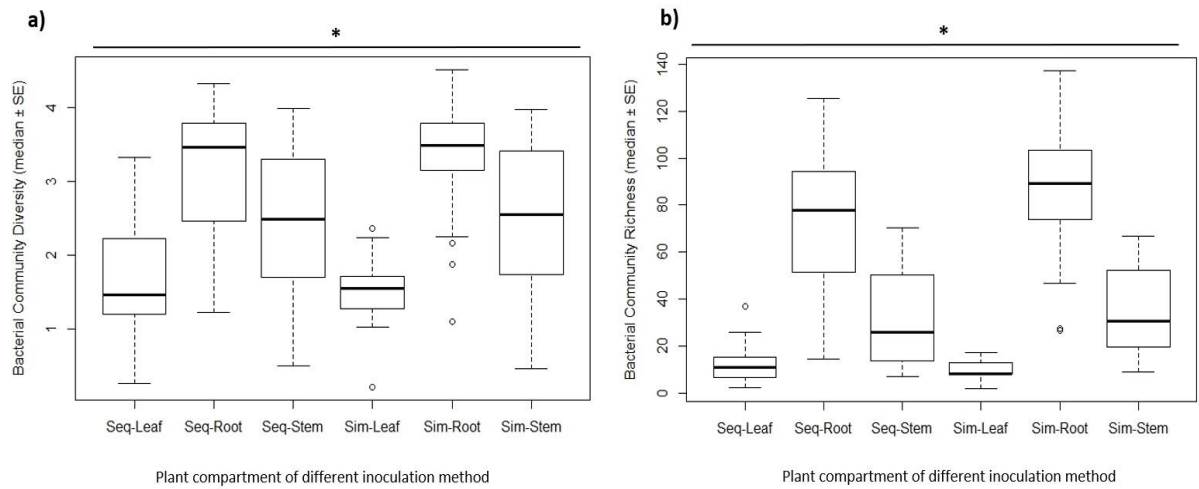 a)
*
Bacterial Community Diversity (median ± SE)
4
3
2
1
Seq-Leaf Seq-Root Seq-Stem Sim-Leaf Sim-Root Sim-Stem
Plant compartment of different inoculation method
b)
*
Bacterial Community Richness (median ± SE)
140
120
100
80
60
40
20
0
Seq-Leaf Seq-Root Seq-Stem Sim-Leaf Sim-Root Sim-Stem
Plant compartment of different inoculation method